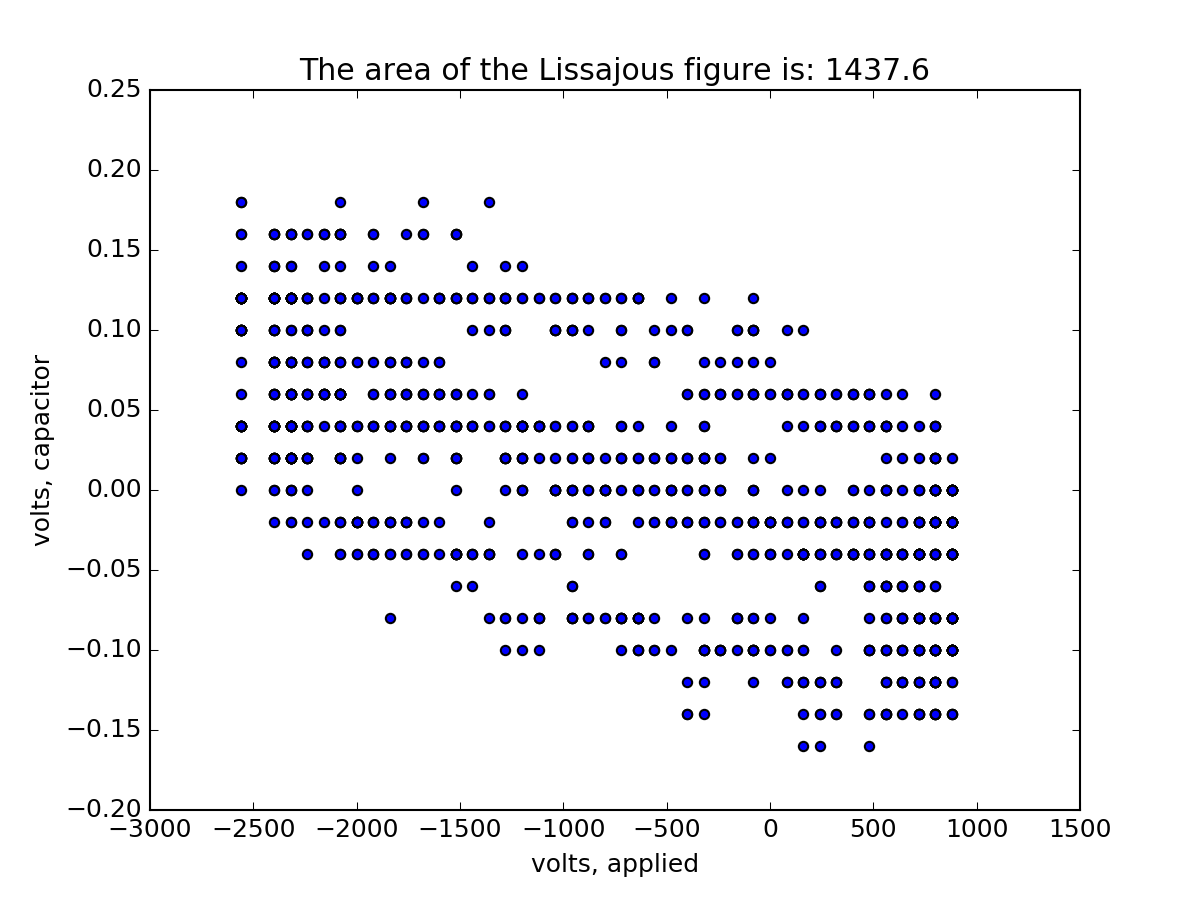 The area of the Lissajous figure is: 1437.6
0.25
0.20
0.15
0.10
0.05
0.00
−0.05
−0.10
−0.15
−0.20
volts, capacitor
−3000 −2500 −2000 −1500 −1000 −500 0 500 1000 1500
volts, applied